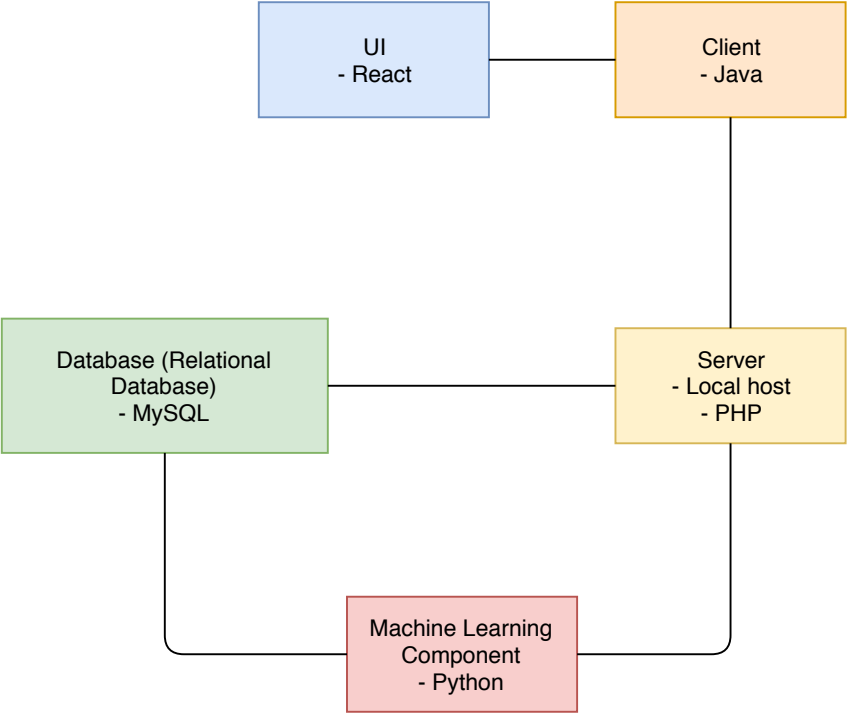 UI
- React
Client
- Java
Database (Relational
Database)
- MySQL
Server
- Local host
- PHP
Machine Learning
Component
- Python